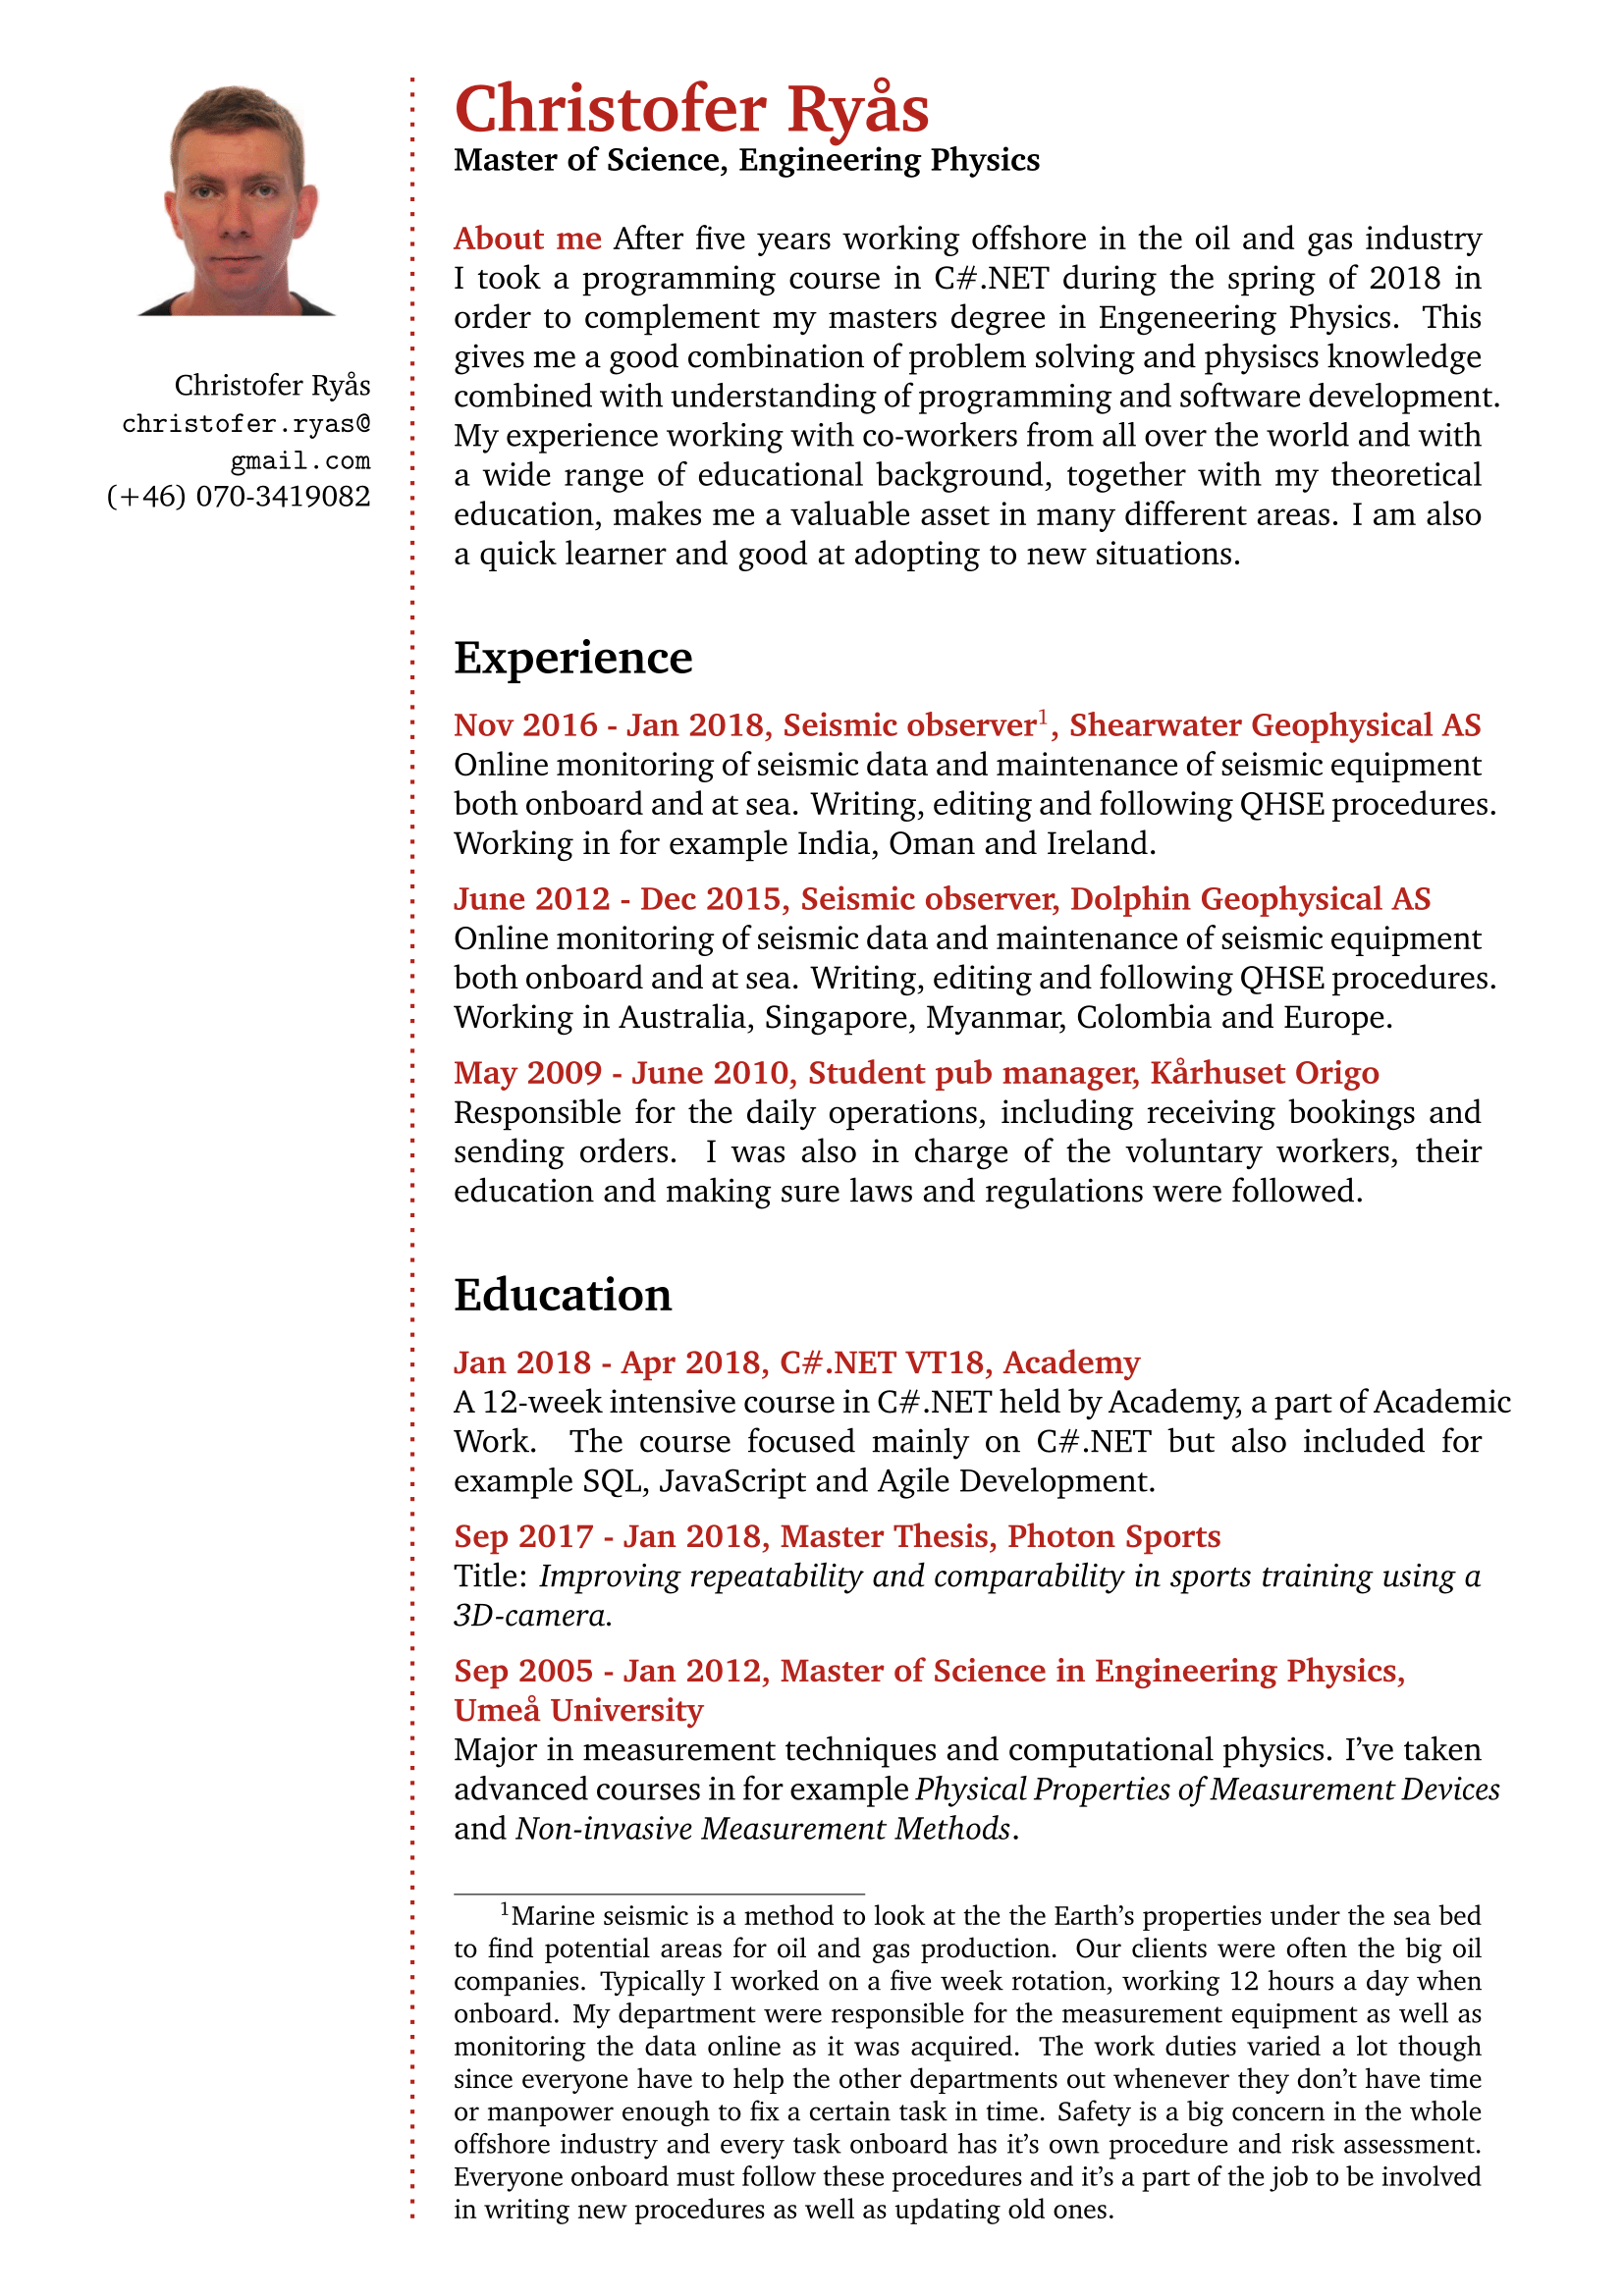 Christofer Ryås
christofer.ryas@
gmail.com
(+46) 070-3419082
Christofer Ryås
Master of Science, Engineering Physics
About me After five years working offshore in the oil and gas industry
I took a programming course in C#.NET during the spring of 2018 in
order to complement my masters degree in Engeneering Physics. This
gives me a good combination of problem solving and physiscs knowledge
combined with understanding of programming and software development.
My experience working with co-workers from all over the world and with
a wide range of educational background, together with my theoretical
education, makes me a valuable asset in many different areas. I am also
a quick learner and good at adopting to new situations.
Experience
Nov 2016 - Jan 2018, Seismic observer¹, Shearwater Geophysical AS
Online monitoring of seismic data and maintenance of seismic equipment
both onboard and at sea. Writing, editing and following QHSE procedures.
Working in for example India, Oman and Ireland.
June 2012 - Dec 2015, Seismic observer, Dolphin Geophysical AS
Online monitoring of seismic data and maintenance of seismic equipment
both onboard and at sea. Writing, editing and following QHSE procedures.
Working in Australia, Singapore, Myanmar, Colombia and Europe.
May 2009 - June 2010, Student pub manager, Kårhuset Origo
Responsible for the daily operations, including receiving bookings and
sending orders. I was also in charge of the voluntary workers, their
education and making sure laws and regulations were followed.
Education
Jan 2018 - Apr 2018, C#.NET VT18, Academy
A 12-week intensive course in C#.NET held by Academy, a part of Academic
Work. The course focused mainly on C#.NET but also included for
example SQL, JavaScript and Agile Development.
Sep 2017 - Jan 2018, Master Thesis, Photon Sports
Title: Improving repeatability and comparability in sports training using a
3D-camera.
Sep 2005 - Jan 2012, Master of Science in Engineering Physics,
Umeå University
Major in measurement techniques and computational physics. I've taken
advanced courses in for example Physical Properties of Measurement Devices
and Non-invasive Measurement Methods.
¹Marine seismic is a method to look at the the Earth's properties under the sea bed
to find potential areas for oil and gas production. Our clients were often the big oil
companies. Typically I worked on a five week rotation, working 12 hours a day when
onboard. My department were responsible for the measurement equipment as well as
monitoring the data online as it was acquired. The work duties varied a lot though
since everyone have to help the other departments out whenever they don't have time
or manpower enough to fix a certain task in time. Safety is a big concern in the whole
offshore industry and every task onboard has it's own procedure and risk assessment.
Everyone onboard must follow these procedures and it's a part of the job to be involved
in writing new procedures as well as updating old ones.